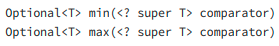 Optional<T> min(<? super T> comparator)
Optional<T> max(<? super T> comparator)